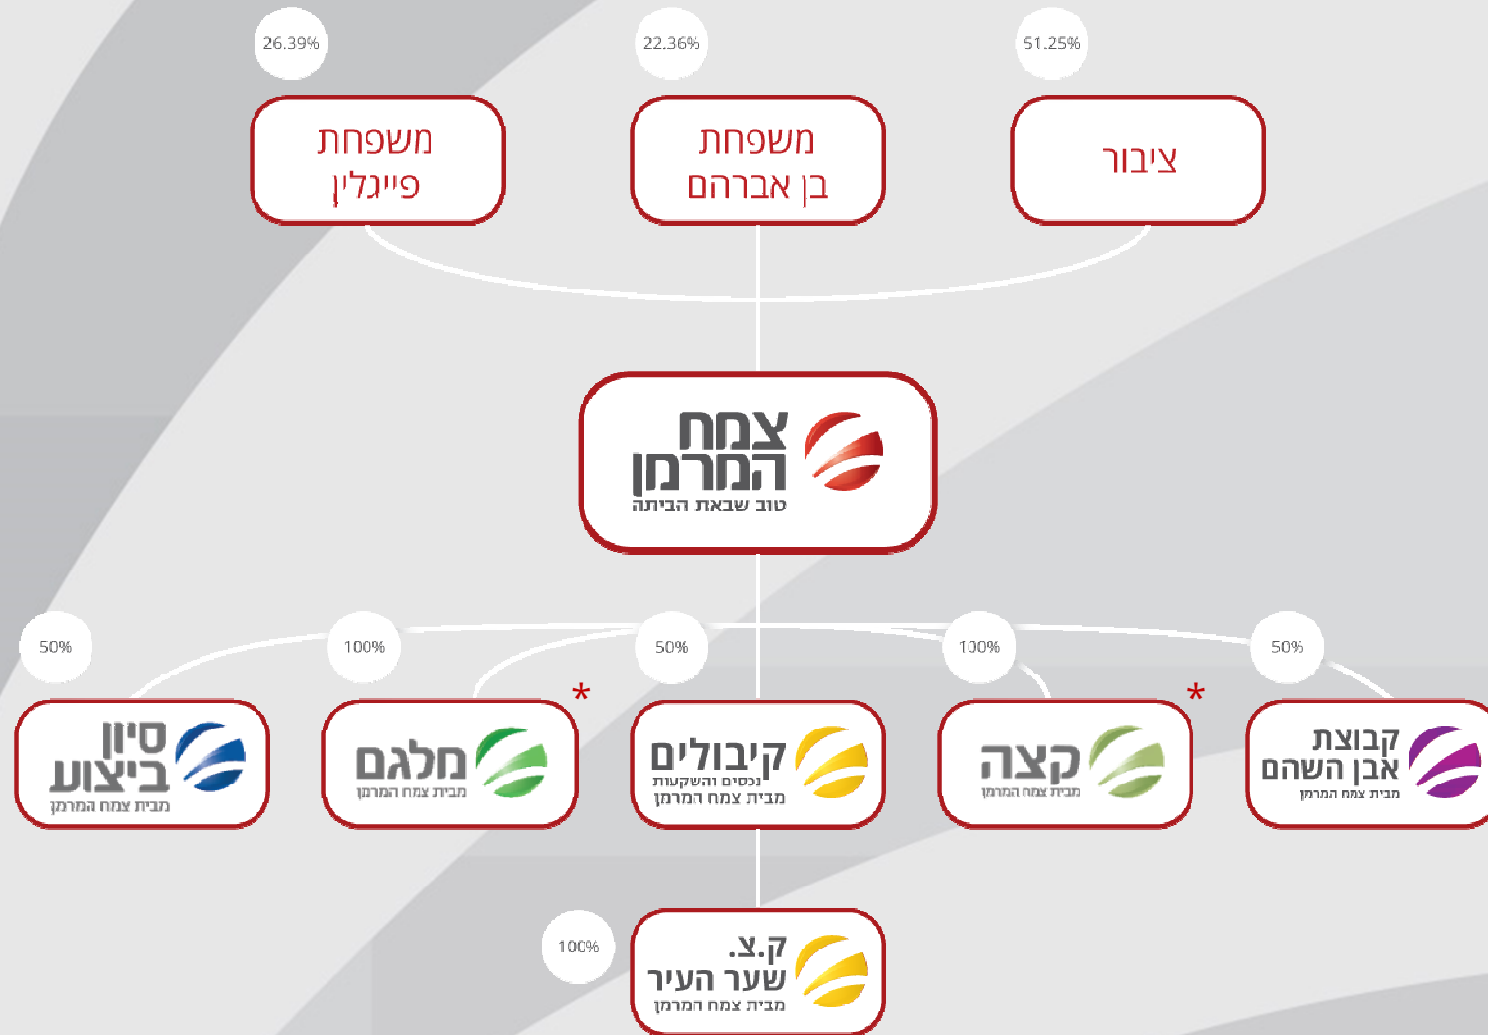 51.25%
22.36%
26.39%
ציבור
משפחת
בן אברהם
משפחת
פייגלין
צמח
המרמן
טוב שבאת הביתה
50%
100%
50%
100%
50%
קבוצת
אבן השהם
מבית צמח המרמן
*
קצה
מבית צמח המרמן
קיבולים
נכסים והשקעות
מבית צמח המרמן
*
מלגם
מבית צמח המרמן
סיון
ביצוע
מבית צמח המרמן
100%
ק.צ.
שער העיר
מבית צמח המרמן